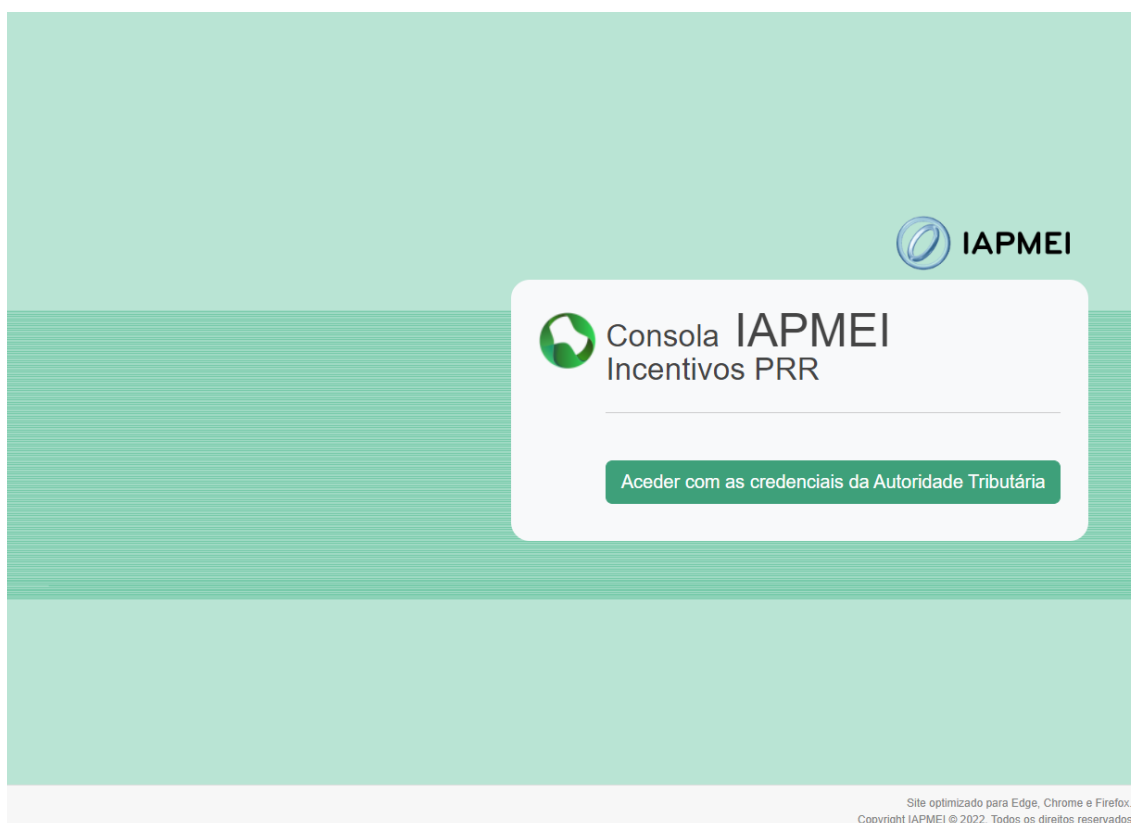 IAPMEI
Consola IAPMEI
Incentivos PRR
Aceder com as credenciais da Autoridade Tributária
Site optimizado para Edge, Chrome e Firefox.
Copyright IAPMEI © 2022. Todos os direitos reservados